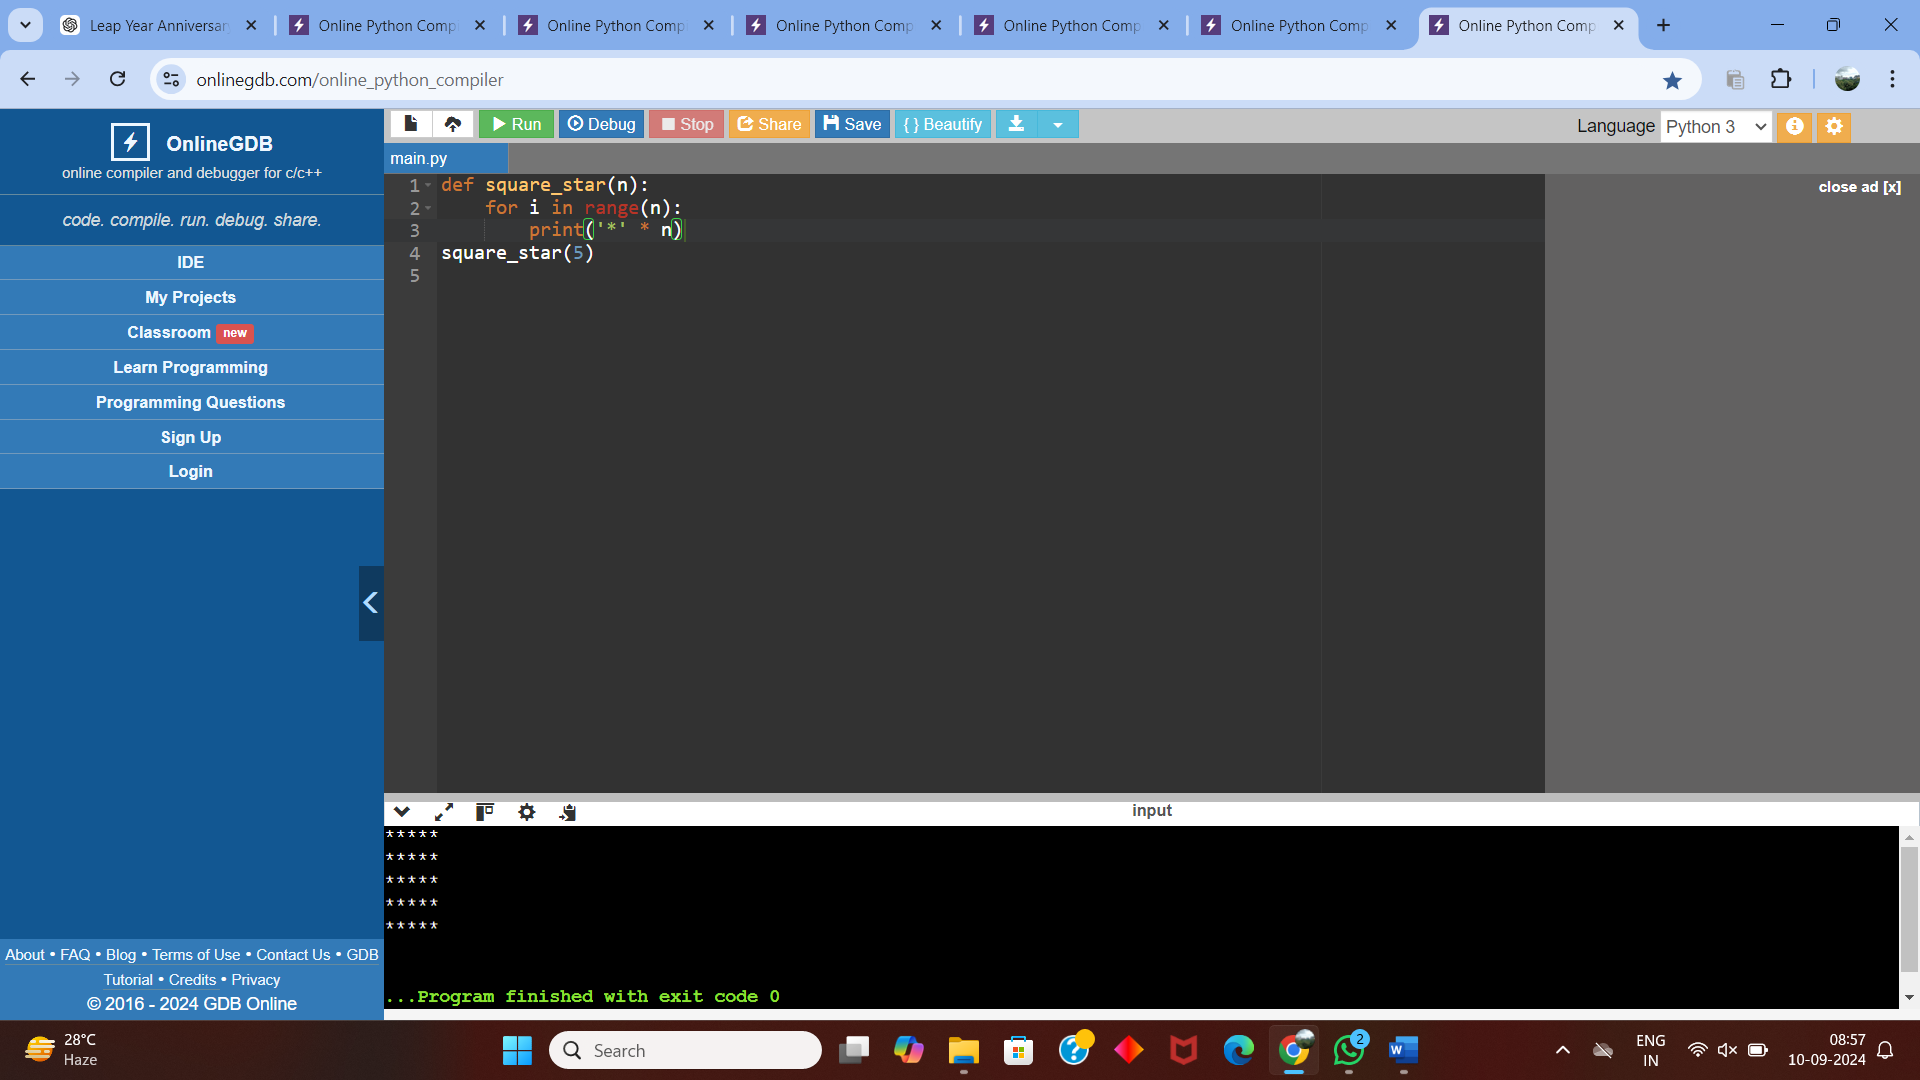 Leap Year Anniversar
Online Python Comp
Online Python Comp
Online Python Comp
Online Python Comp
Online Python Comp
Online Python Comp
onlinegdb.com/online_python_compiler
OnlineGDB
online compiler and debugger for c/c++
code. compile. run. debug. share.
IDE
My Projects
Classroom new
Learn Programming
Programming Questions
Sign Up
Login
About • FAQ • Blog • Terms of Use • Contact Us • GDB
Tutorial • Credits • Privacy
© 2016 - 2024 GDB Online
Run Debug Stop Share Save { } Beautify
Language Python 3
main.py
close ad [x]
1 def square_star(n):
2     for i in range(n):
3         print('*' * n)
4 square_star(5)
5
input
*****
*****
*****
*****
*****
...Program finished with exit code 0
28°C
Haze
Search
2
ENG
IN
08:57
10-09-2024